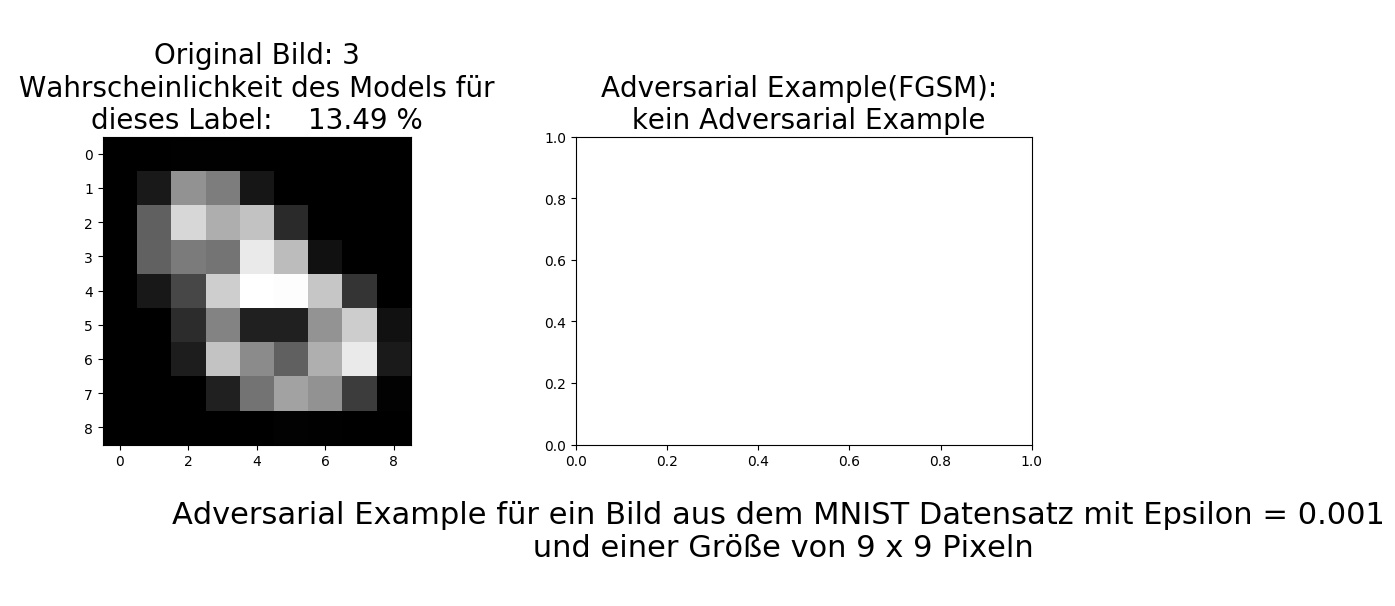 Original Bild: 3
Wahrscheinlichkeit des Models für
dieses Label: 13.49 %
Adversarial Example(FGSM):
kein Adversarial Example
0
1
2
3
4
5
6
7
8
0 2 4 6 8
1.0
0.8
0.6
0.4
0.2
0.0
0.0 0.2 0.4 0.6 0.8 1.0
Adversarial Example für ein Bild aus dem MNIST Datensatz mit Epsilon = 0.001
und einer Größe von 9 x 9 Pixeln